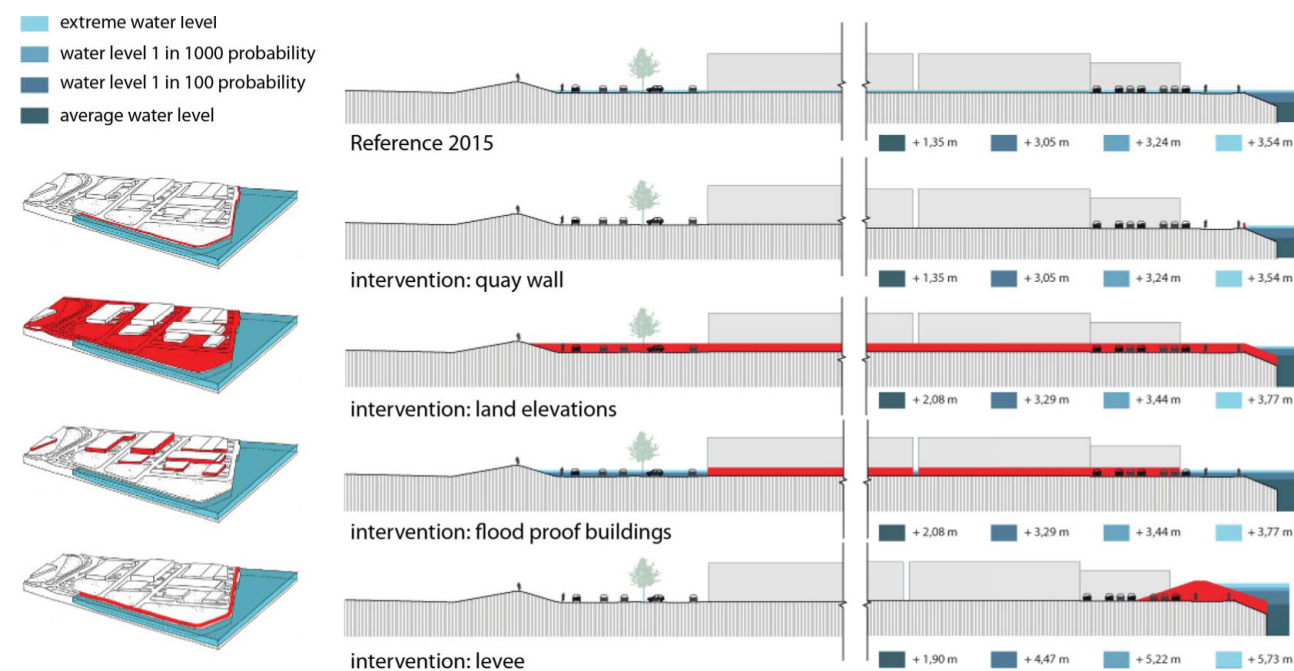 extreme water level
water level 1 in 1000 probability
water level 1 in 100 probability
average water level
Reference 2015
+ 1,35 m + 3,05 m + 3,24 m + 3,54 m
intervention: quay wall
+ 1,35 m + 3,05 m + 3,24 m + 3,54 m
intervention: land elevations
+ 2,08 m + 3,29 m + 3,44 m + 3,77 m
intervention: flood proof buildings
+ 2,08 m + 3,29 m + 3,44 m + 3,77 m
intervention: levee
+ 1,90 m + 4,47 m + 5,22 m + 5,73 m